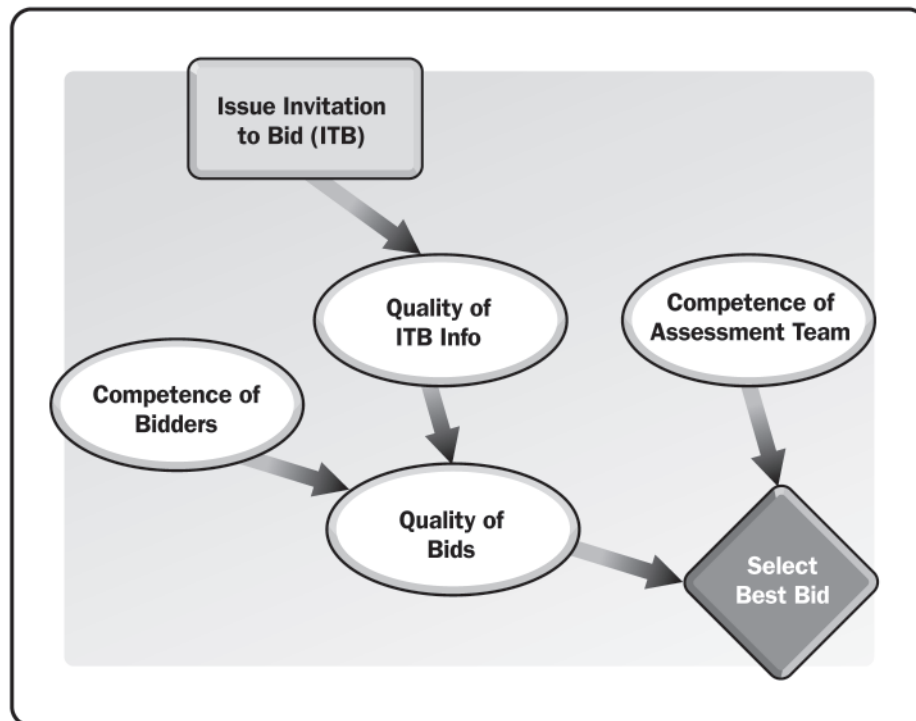 Issue Invitation
to Bid (ITB)
Quality of
ITB Info
Competence of
Assessment Team
Competence of
Bidders
Quality of
Bids
Select
Best Bid